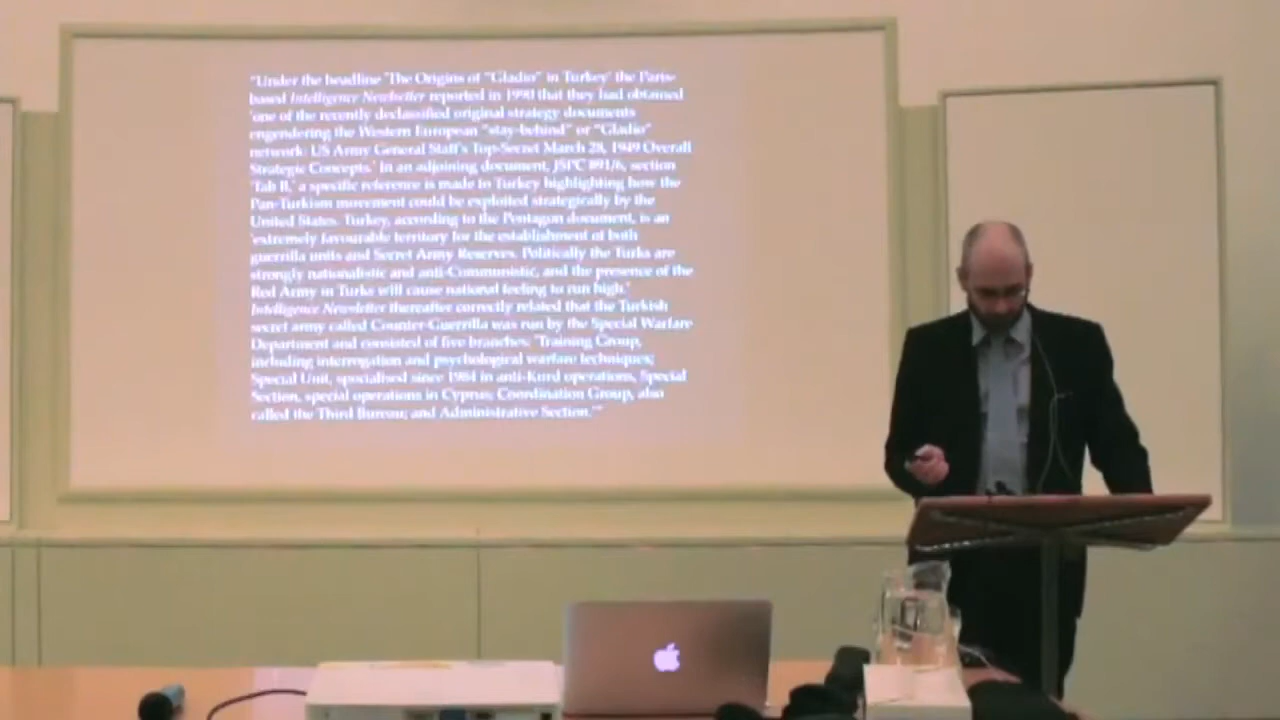 "Under the headline 'The Origins of "Gladio" in Turkey' the Paris-
based Intelligence Newsletter reported in 1990 that they had obtained
'one of the recently declassified original strategy documents
engendering the Western European "stay-behind" or "Gladio"
network: US Army General Staff's Top-Secret March 28, 1949 Overall
Strategic Concepts.' In an adjoining document, JSPC 891/6, section
'Tab B,' a specific reference is made to Turkey highlighting how the
Pan-Turkism movement could be exploited strategically by the
United States. Turkey, according to the Pentagon document, is an
'extremely favourable territory for the establishment of both
guerrilla units and Secret Army Reserves. Politically the Turks are
strongly nationalistic and anti-Communistic, and the presence of the
Red Army in Turks will cause national feeling to run high.'
Intelligence Newsletter thereafter correctly related that the Turkish
secret army called Counter-Guerrilla was run by the Special Warfare
Department and consisted of five branches: 'Training Group,
including interrogation and psychological warfare techniques;
Special Unit, specialised since 1984 in anti-Kurd operations, Special
Section, special operations in Cyprus; Coordination Group, also
called the Third Bureau; and Administrative Section.'"